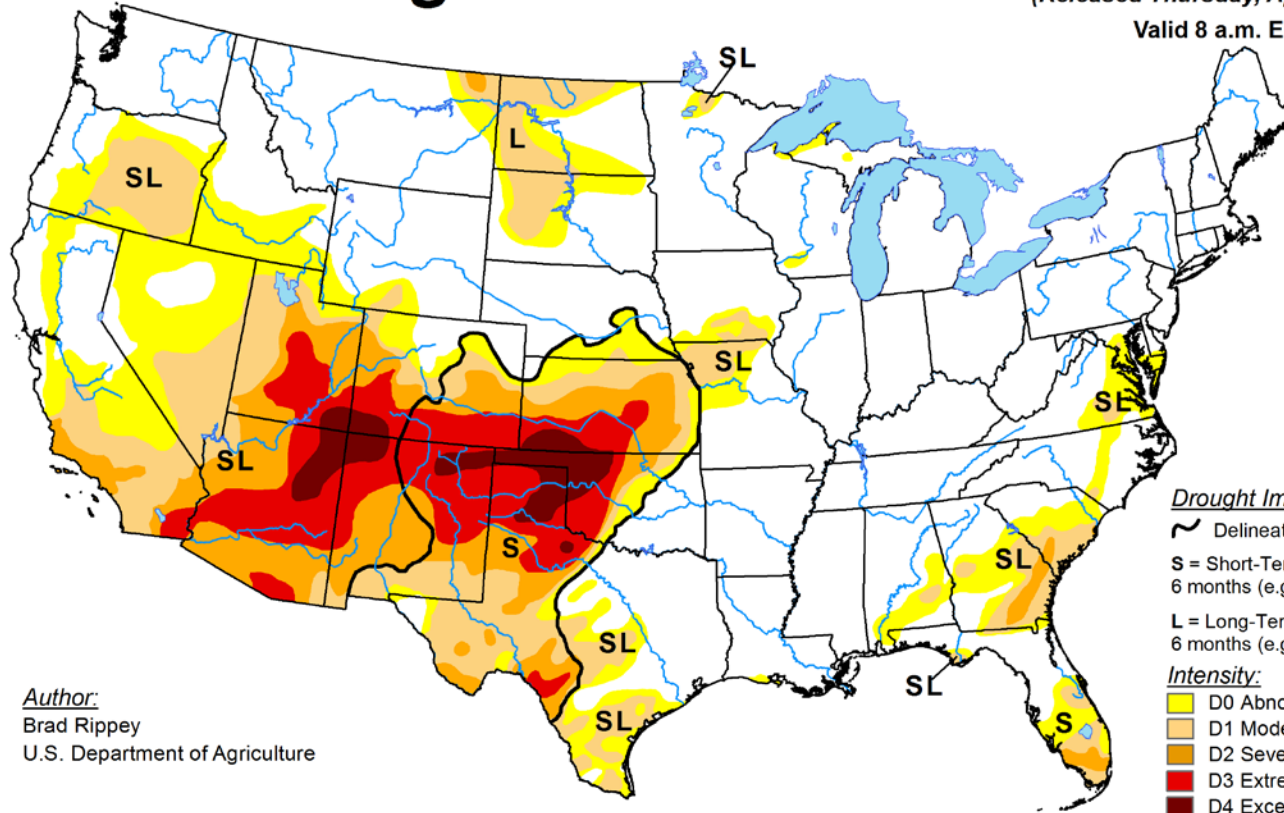 Valid 8 a.m. E
SL
L
SL
SL
SL
SL
S
SL
SL
SL
SL
S
Drought Im
Delineat
S = Short-Ter
6 months (e.g
L = Long-Ter
6 months (e.g
Intensity:
D0 Abno
D1 Mode
D2 Seve
D3 Extre
D4 Exce
Author:
Brad Rippey
U.S. Department of Agriculture